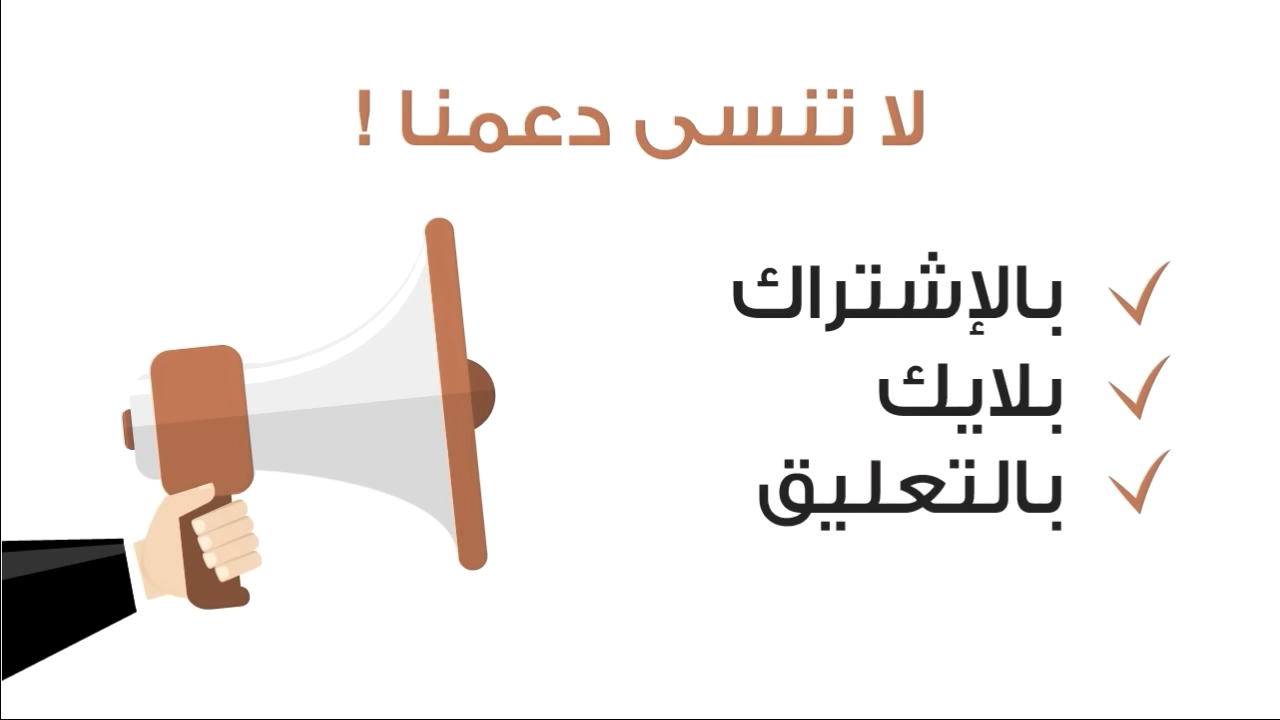 لا تنسى دعمنا !
بالإشتراك
بلايك
بالتعليق